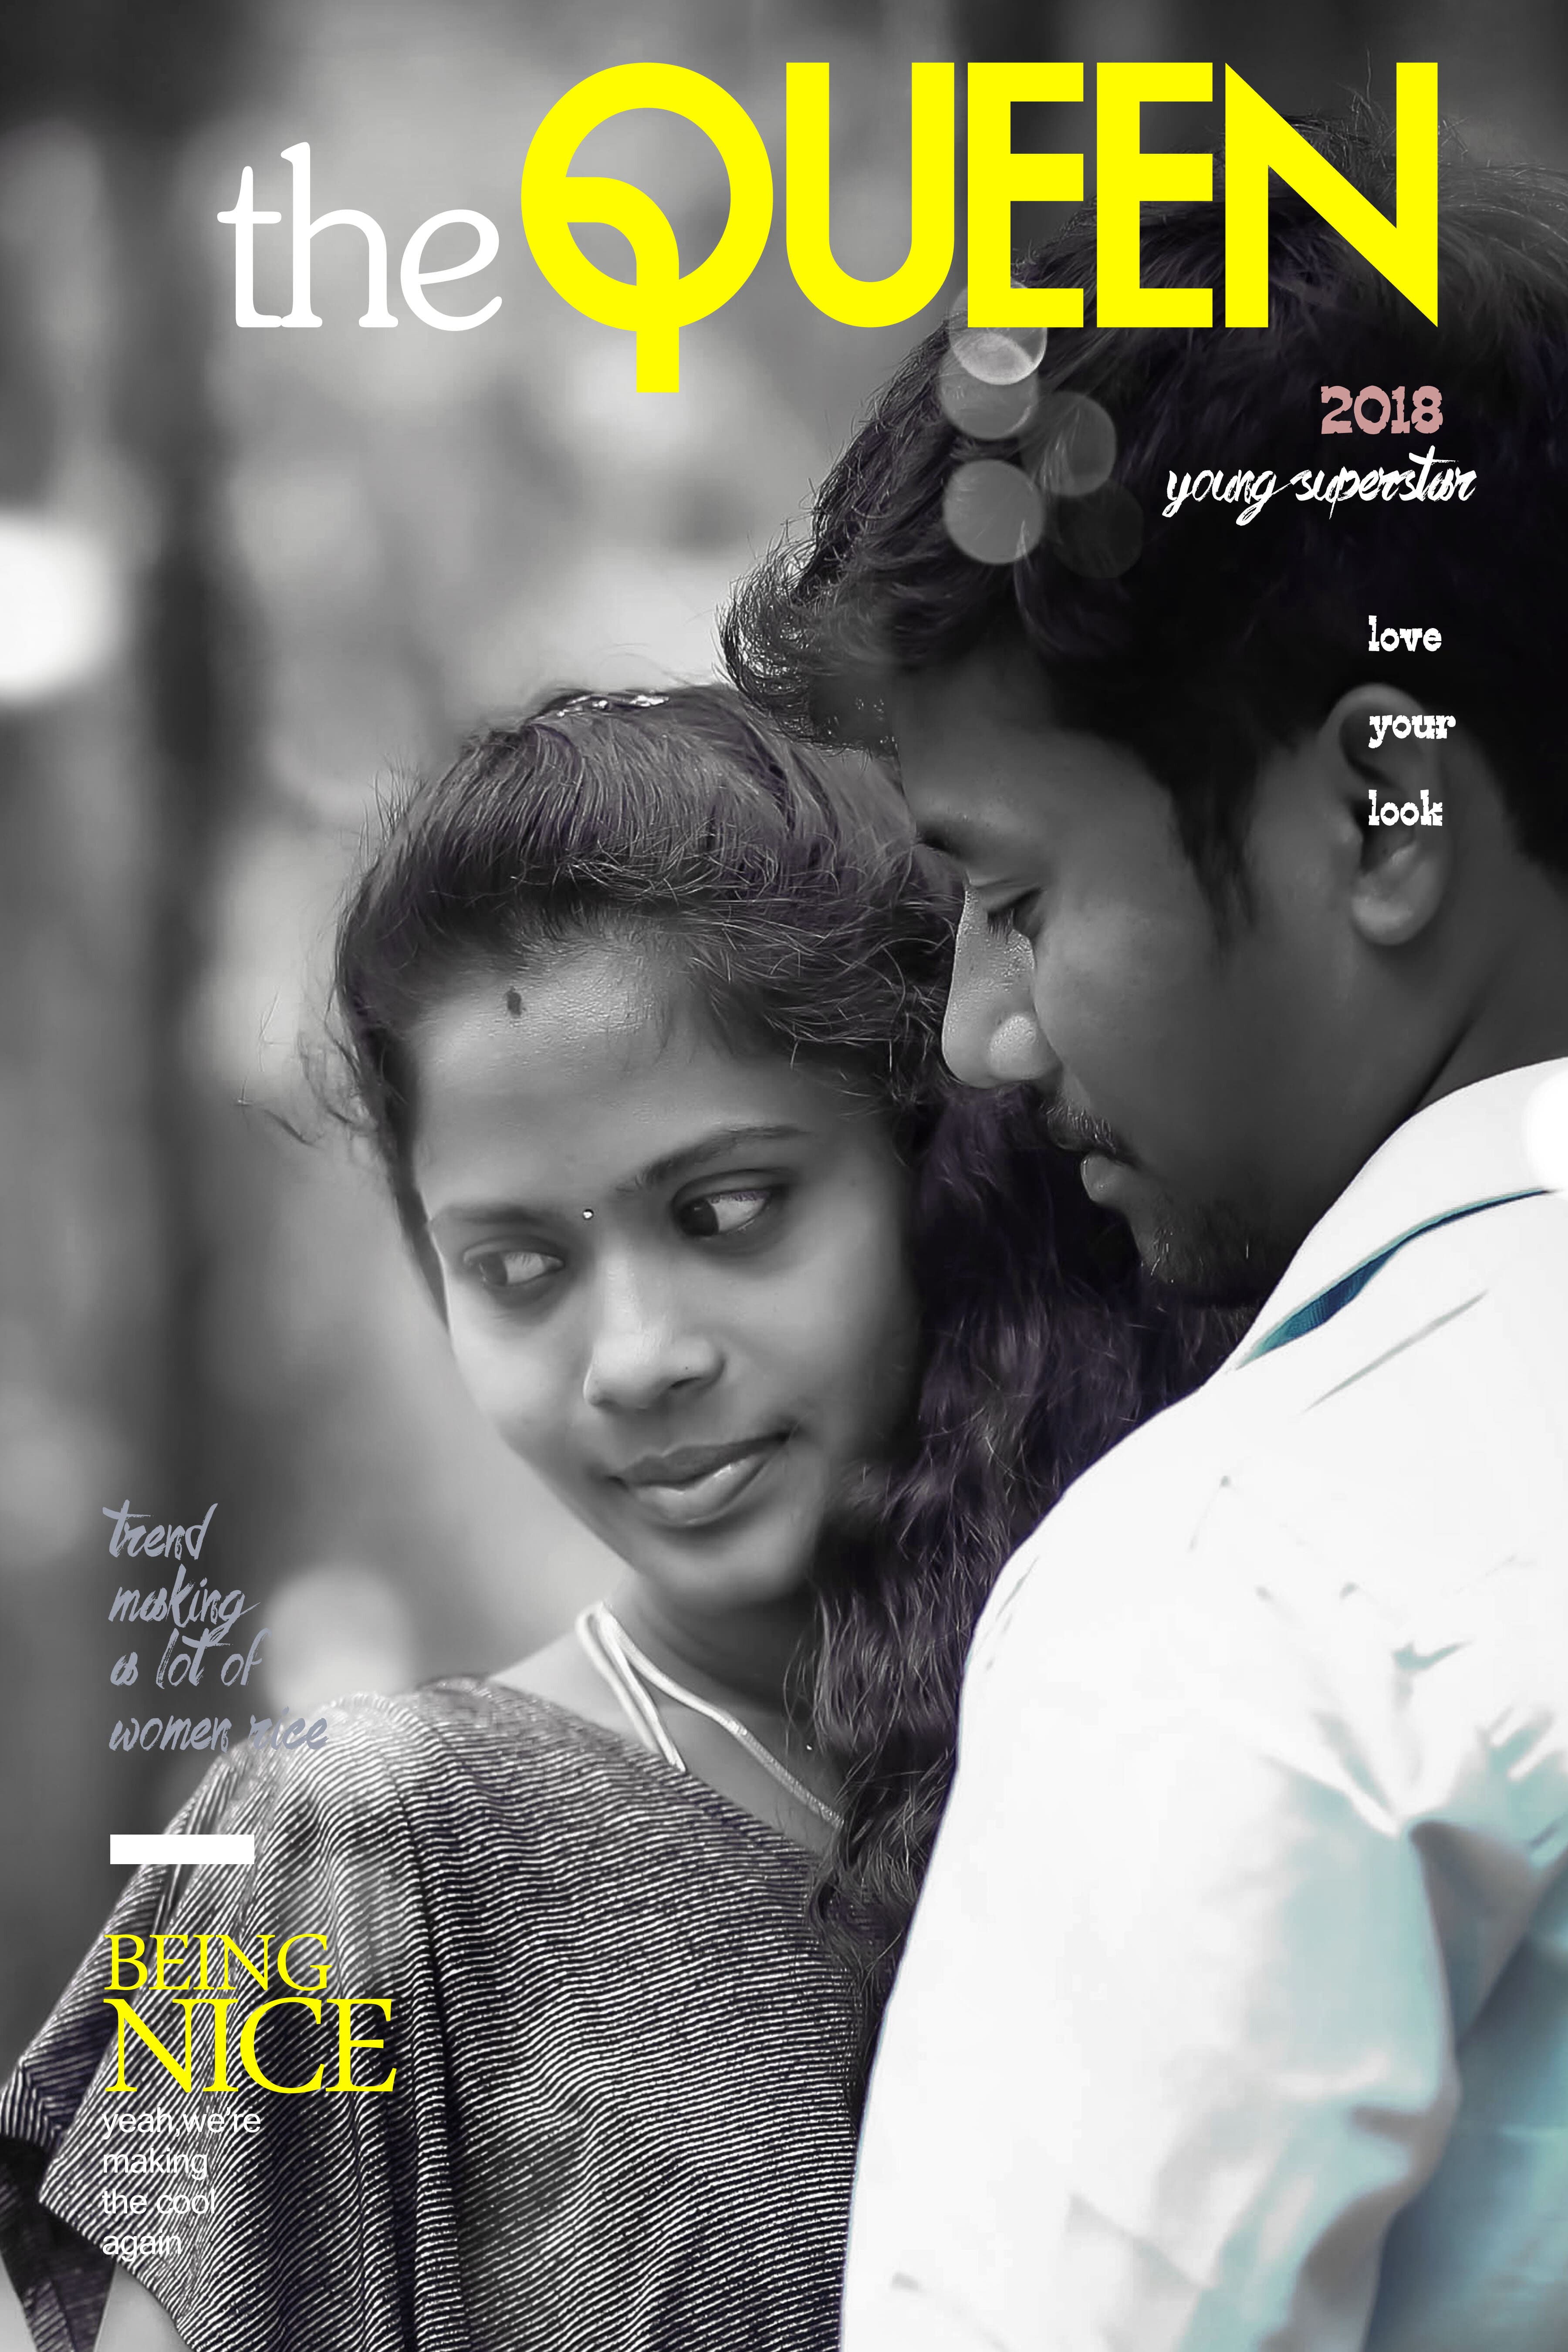 the QUEEN
2018
young superstar
love
your
look
trend
making
a lot of
women nice
BEING
NICE
yeah,we're
making
the cool
again